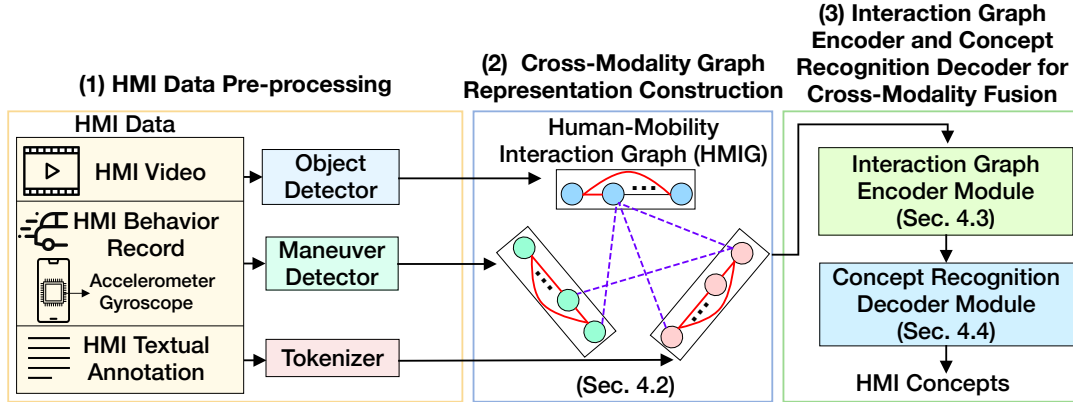 (1) HMI Data Pre-processing
HMI Data
HMI Video
HMI Behavior
Record
Accelerometer
Gyroscope
HMI Textual
Annotation
Object
Detector
Maneuver
Detector
Tokenizer
(2) Cross-Modality Graph
Representation Construction
Human-Mobility
Interaction Graph (HMIG)
(Sec. 4.2)
(3) Interaction Graph
Encoder and Concept
Recognition Decoder for
Cross-Modality Fusion
Interaction Graph
Encoder Module
(Sec. 4.3)
Concept Recognition
Decoder Module
(Sec. 4.4)
HMI Concepts